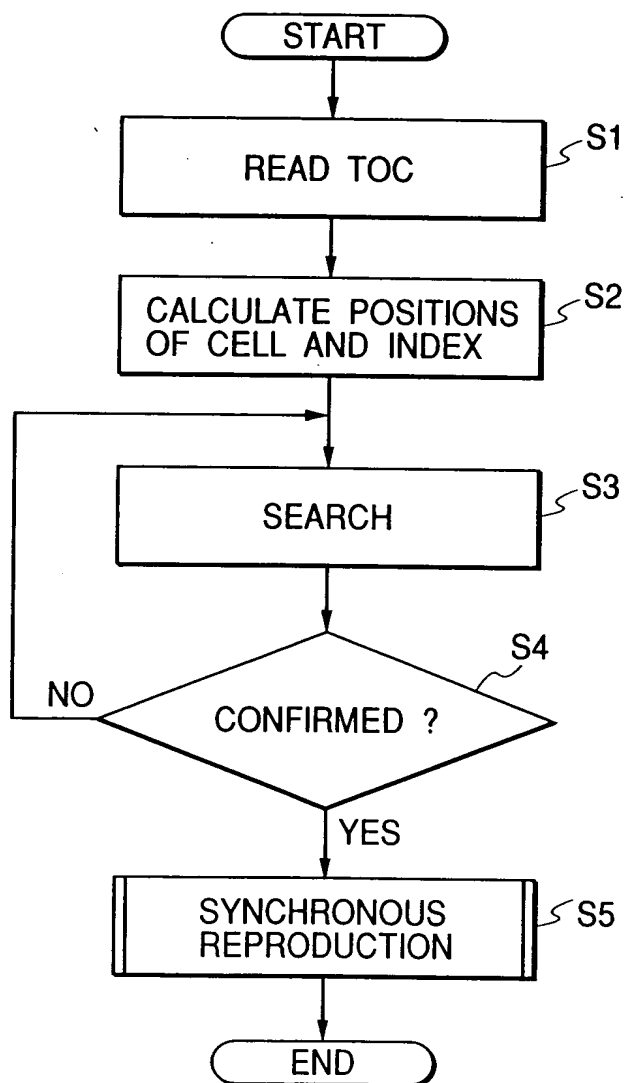 START
READ TOC
S1
CALCULATE POSITIONS
OF CELL AND INDEX
S2
SEARCH
S3
CONFIRMED ?
S4
NO
YES
SYNCHRONOUS
REPRODUCTION
S5
END